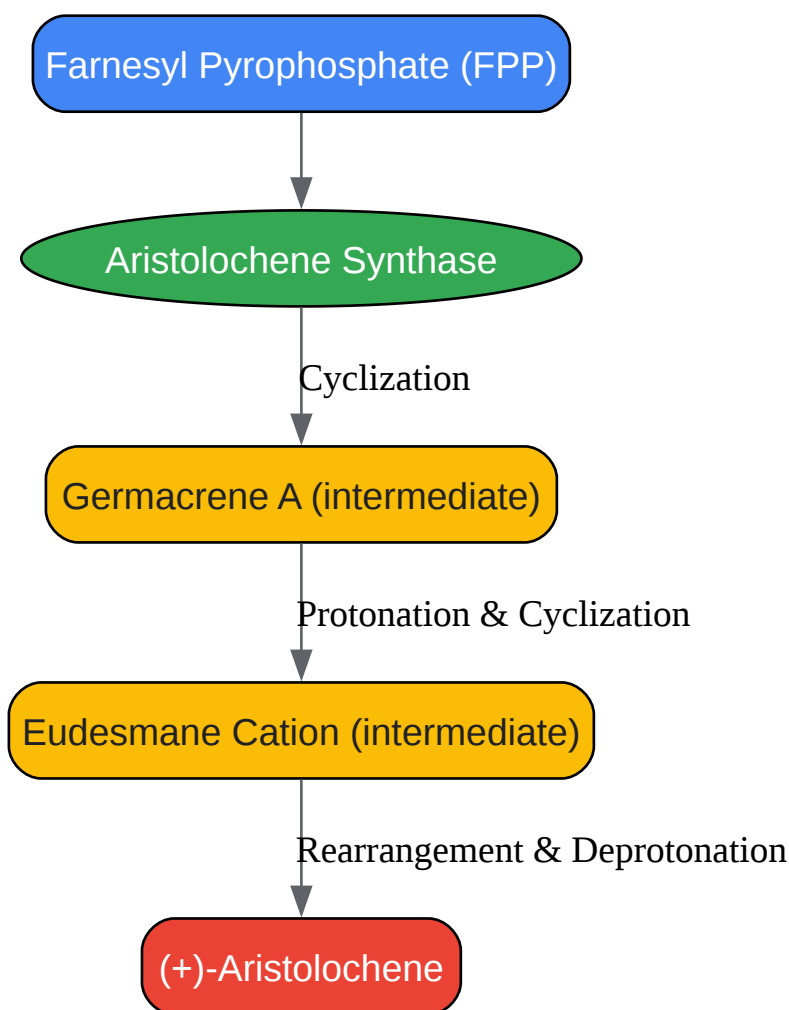 Farnesyl Pyrophosphate (FPP)
Aristolochene Synthase
Cyclization
Germacrene A (intermediate)
Protonation & Cyclization
Eudesmane Cation (intermediate)
Rearrangement & Deprotonation
(+)-Aristolochene